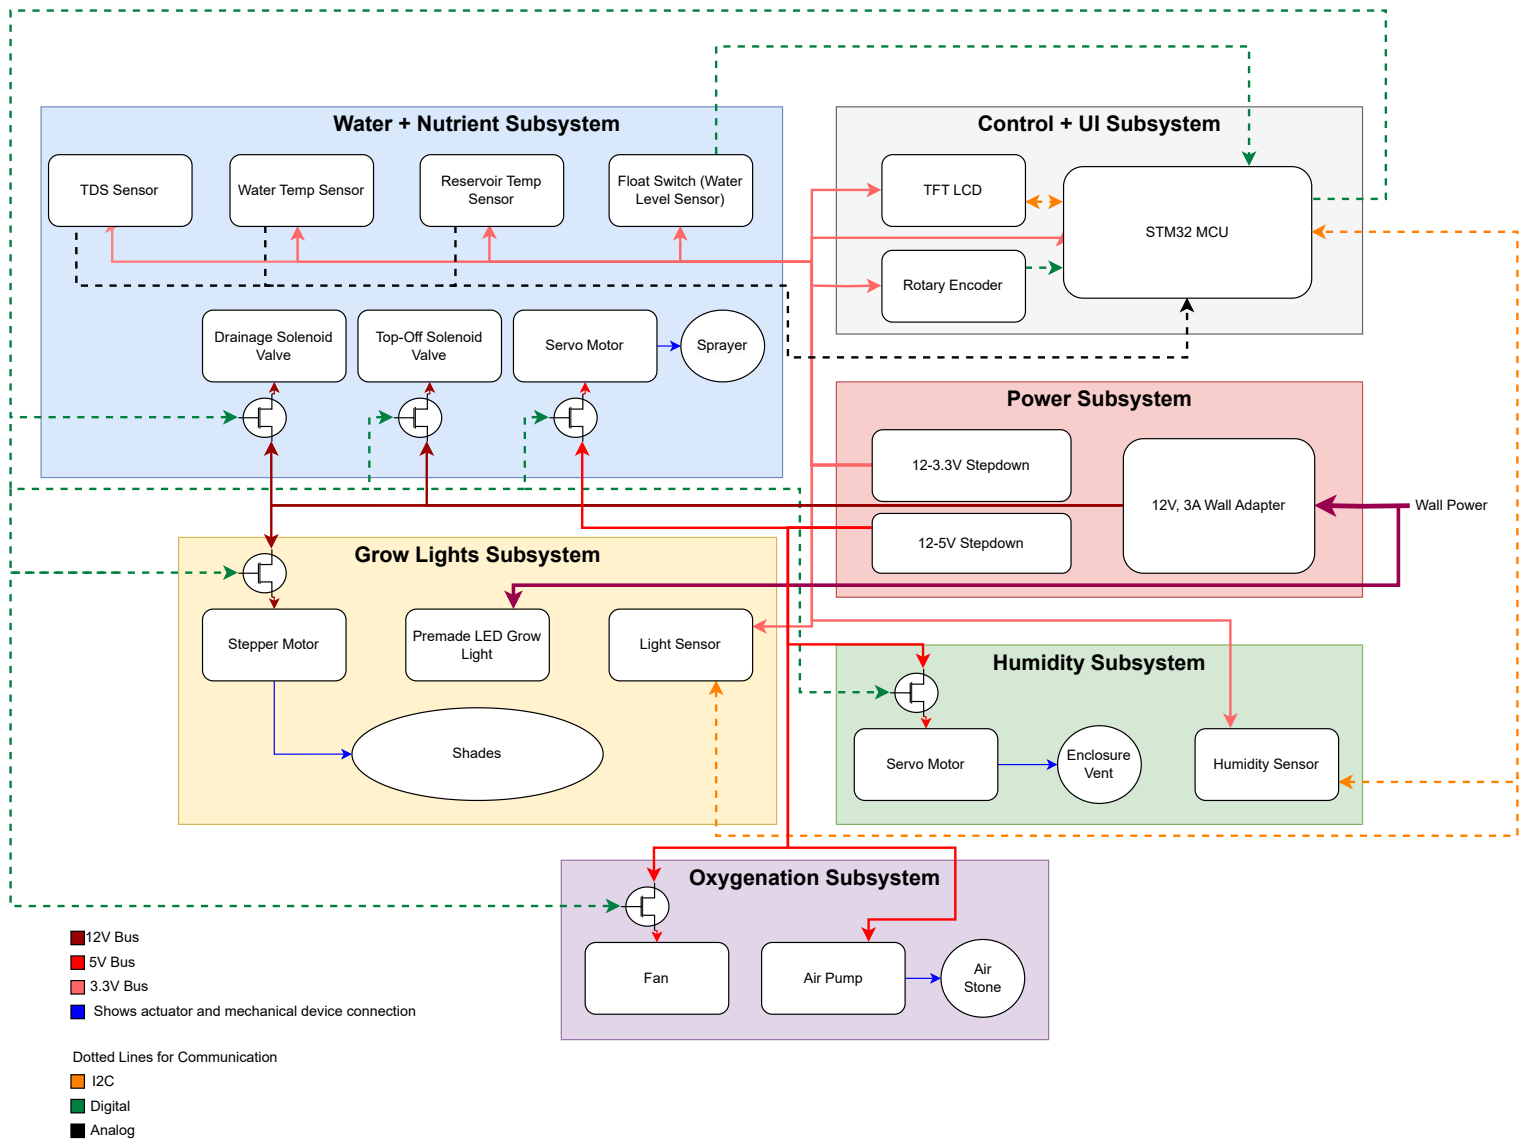 Water + Nutrient Subsystem
TDS Sensor
Water Temp Sensor
Reservoir Temp
Sensor
Float Switch (Water
Level Sensor)
Drainage Solenoid
Valve
Top-Off Solenoid
Valve
Servo Motor
Sprayer
Control + UI Subsystem
TFT LCD
STM32 MCU
Rotary Encoder
Power Subsystem
12-3.3V Stepdown
12-5V Stepdown
12V, 3A Wall Adapter
Wall Power
Grow Lights Subsystem
Stepper Motor
Premade LED Grow
Light
Light Sensor
Shades
Humidity Subsystem
Servo Motor
Enclosure
Vent
Humidity Sensor
Oxygenation Subsystem
Fan
Air Pump
Air
Stone
12V Bus
5V Bus
3.3V Bus
Shows actuator and mechanical device connection
Dotted Lines for Communication
I2C
Digital
Analog